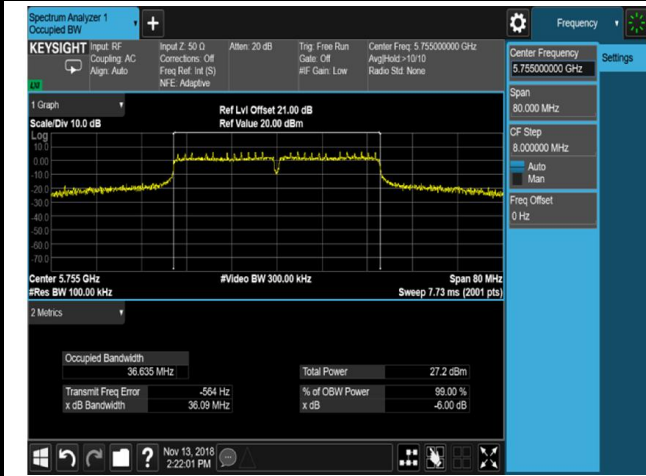 Spectrum Analyzer 1
Occupied BW
Frequency
KEYSIGHT
Input: RF
Coupling: AC
Align: Auto
Input Z: 50 Ω
Corrections: Off
Freq Ref: Int (S)
NFE: Adaptive
Atten: 20 dB
Trig: Free Run
Gate: Off
#IF Gain: Low
Center Freq: 5.755000000 GHz
Avg|Hold:>10/10
Radio Std: None
LXI
Center Frequency
5.755000000 GHz
Settings
Span
80.000 MHz
CF Step
8.000000 MHz
Auto
Man
Freq Offset
0 Hz
1 Graph
Scale/Div 10.0 dB
Ref Lvl Offset 21.00 dB
Ref Value 20.00 dBm
Log
10.0
0.00
-10.0
-20.0
-30.0
-40.0
-50.0
-60.0
-70.0
Center 5.755 GHz
#Video BW 300.00 kHz
Span 80 MHz
#Res BW 100.00 kHz
Sweep 7.73 ms (2001 pts)
2 Metrics
Occupied Bandwidth
36.635 MHz
Total Power 27.2 dBm
Transmit Freq Error -564 Hz
% of OBW Power 99.00 %
x dB Bandwidth 36.09 MHz
x dB -6.00 dB
?
Nov 13, 2018
2:22:01 PM